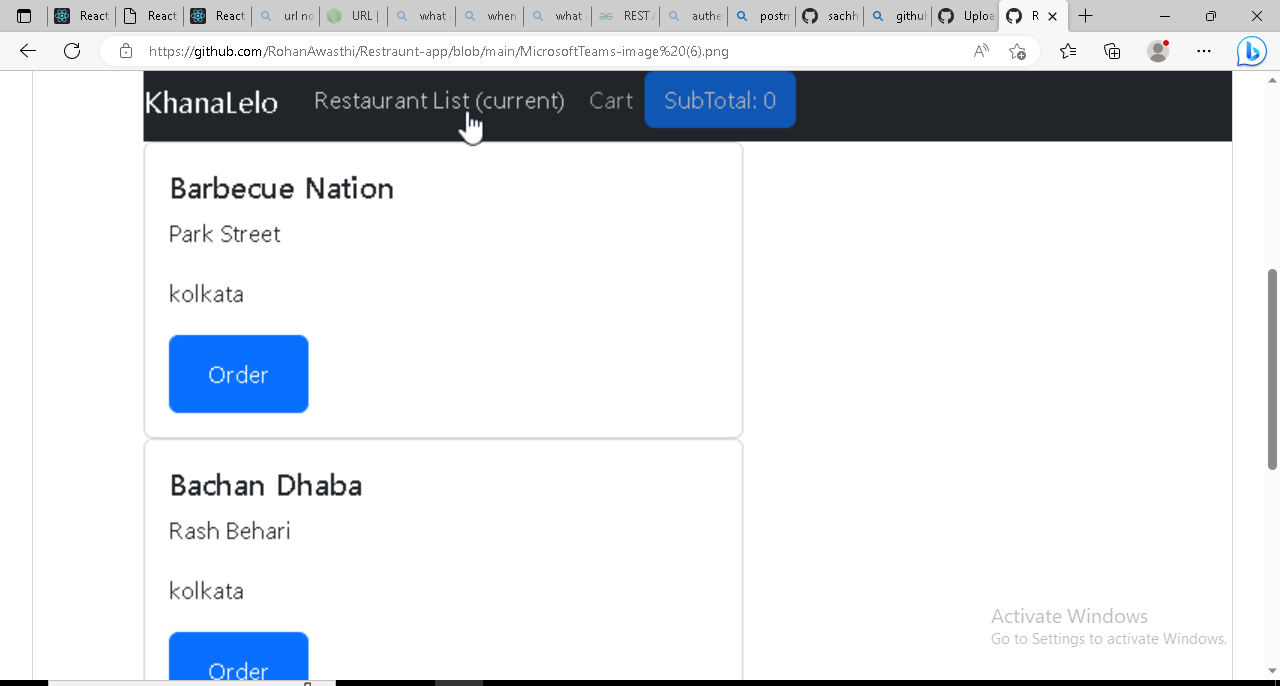 React
React
React
url no
URL |
what
when
what
REST A
authe
postm
sachh
github
Uploa
R
https://github.com/RohanAwasthi/Restraunt-app/blob/main/MicrosoftTeams-image%20(6).png
KhanaLelo Restaurant List (current) Cart SubTotal: 0
Barbecue Nation
Park Street
kolkata
Order
Bachan Dhaba
Rash Behari
kolkata
Order
Activate Windows
Go to Settings to activate Windows.